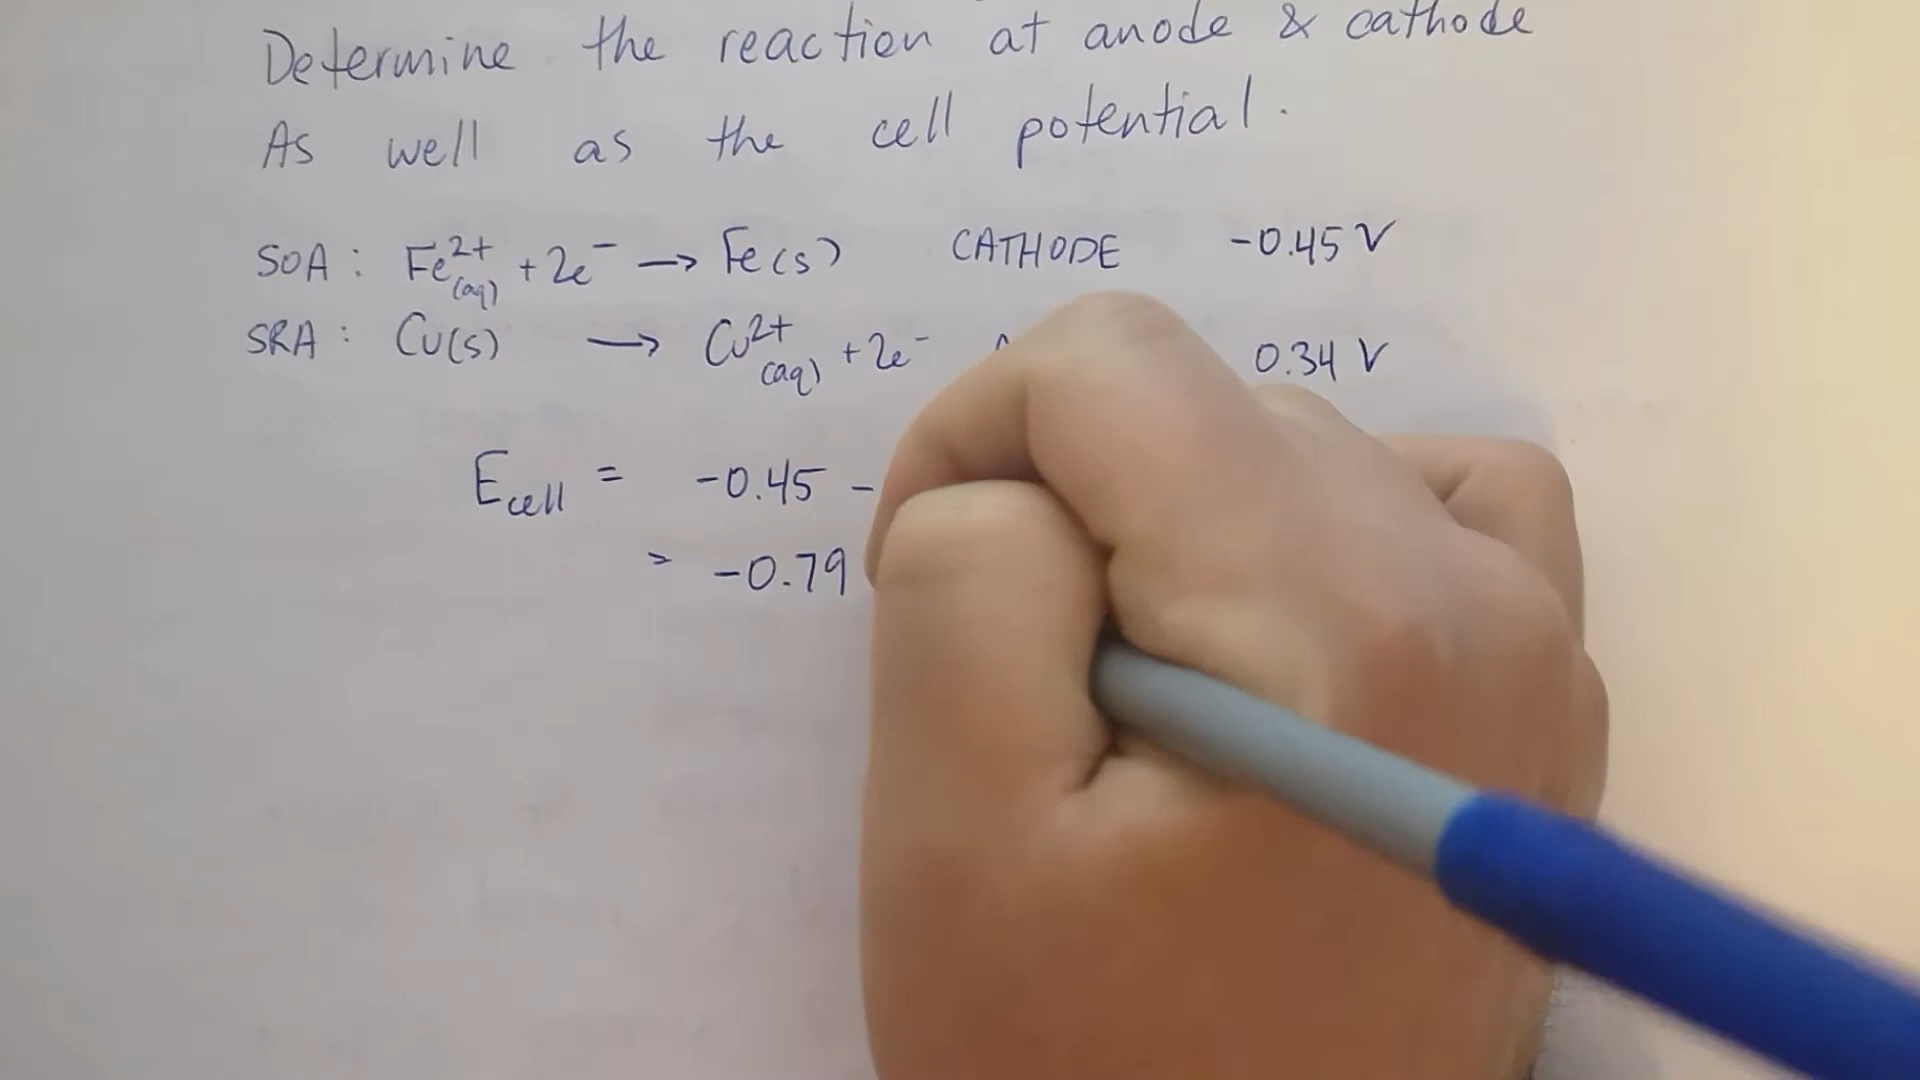 Determine the reaction at anode & cathode
As well as the cell potential.
SOA : Fe²⁺(aq) + 2e⁻ → Fe(s) CATHODE -0.45 V
SRA : Cu(s) → Cu²⁺(aq) + 2e⁻ 0.34 V
Ecell = -0.45 -
= -0.79